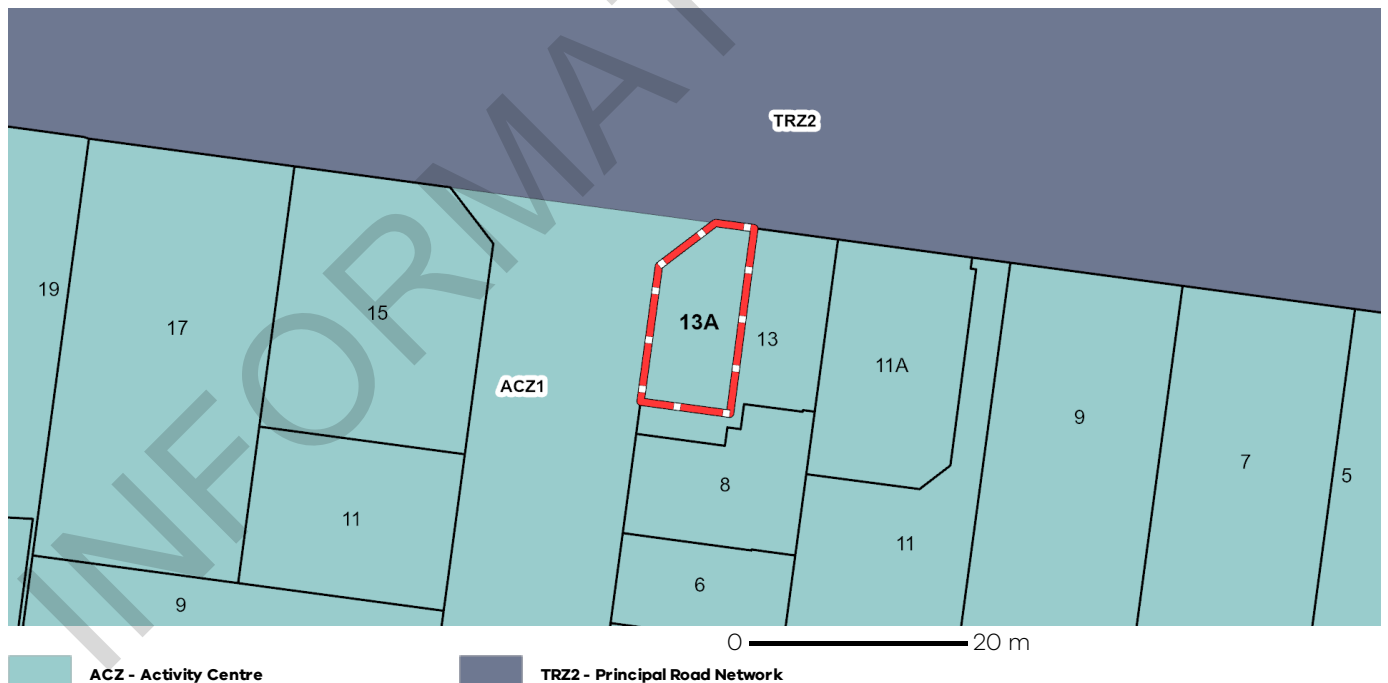 TRZ2
19
17
15
13A
13
11A
ACZ1
9
7
5
8
11
11
6
9
INFORMAT
0 20 m
ACZ - Activity Centre
TRZ2 - Principal Road Network